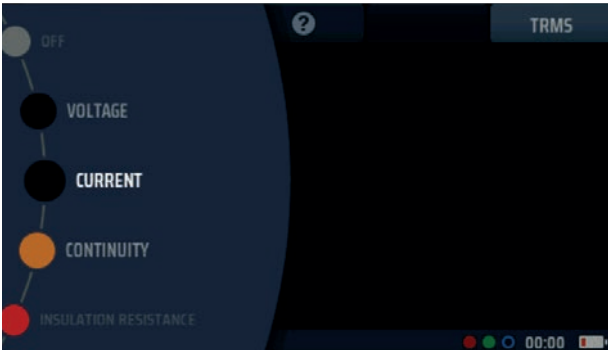 OFF
?
TRMS
VOLTAGE
CURRENT
CONTINUITY
INSULATION RESISTANCE
00:00